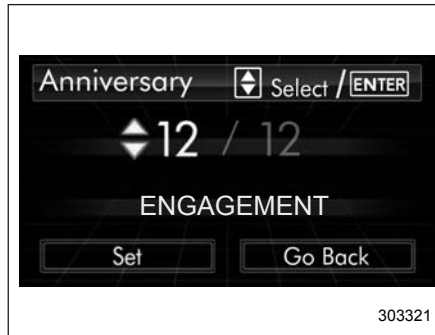 Anniversary Select / ENTER
12 / 12
ENGAGEMENT
Set Go Back
303321